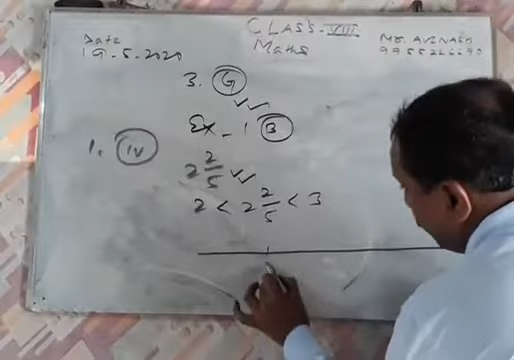 CLASS-VIII
Maths
Date
19-5-2020
Mr. AVINASH
3. G
Ex - 1 B
1. iv
2 2/5
2 < 2 2/5 < 3